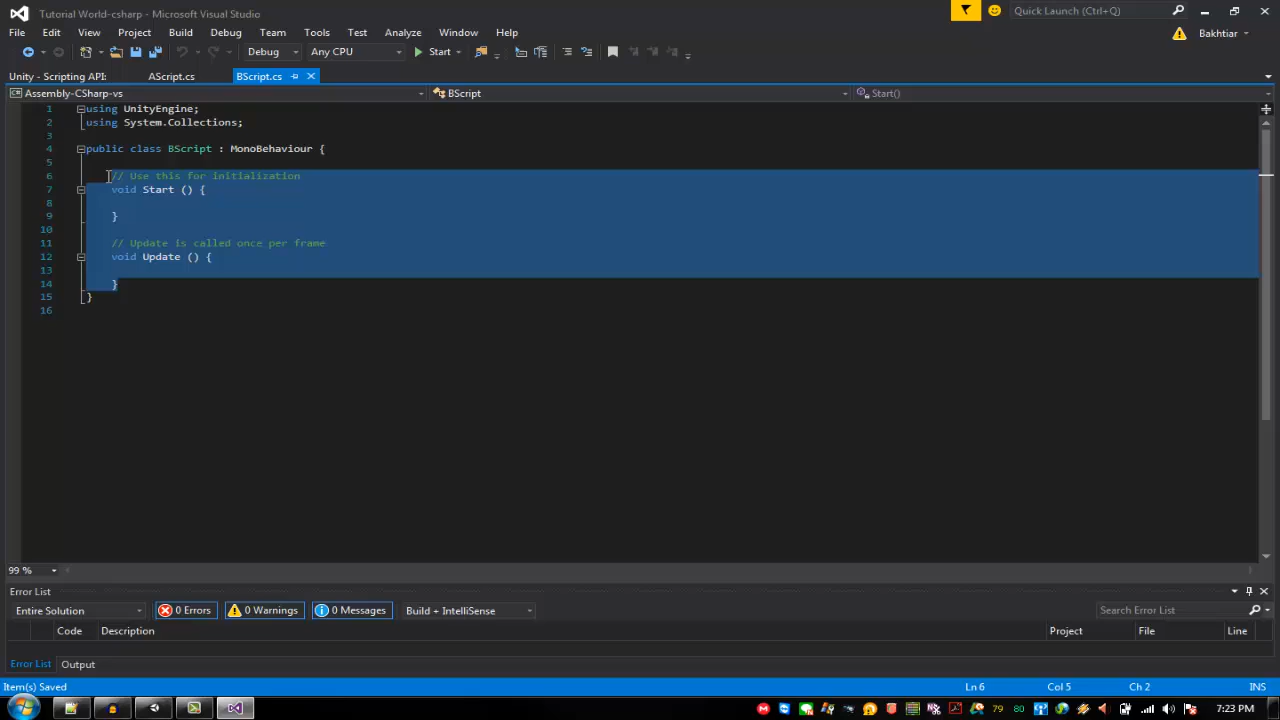 Tutorial World-csharp - Microsoft Visual Studio
Quick Launch (Ctrl+Q)
File Edit View Project Build Debug Team Tools Test Analyze Window Help
Bakhtiar
Debug Any CPU Start
Unity - Scripting API: AScript.cs BScript.cs
Assembly-CSharp-vs BScript Start()
1 using UnityEngine;
2 using System.Collections;
3
4 public class BScript : MonoBehaviour {
5
6 // Use this for initialization
7 void Start () {
8
9 }
10
11 // Update is called once per frame
12 void Update () {
13
14 }
15 }
16
99 %
Error List
Entire Solution 0 Errors 0 Warnings 0 Messages Build + IntelliSense Search Error List
Code Description Project File Line
Error List Output
Item(s) Saved Ln 6 Col 5 Ch 2 INS
79 80 7:23 PM